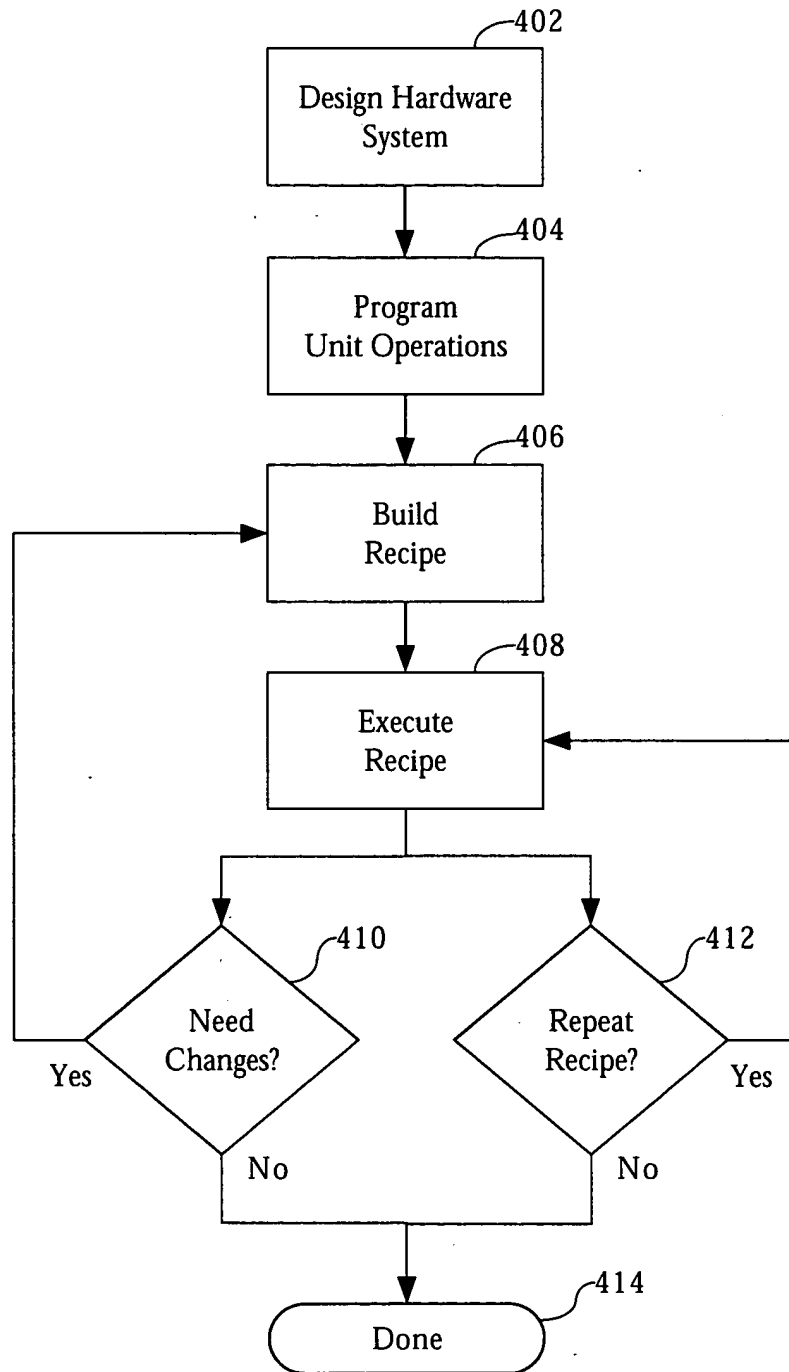 402
Design Hardware
System
404
Program
Unit Operations
406
Build
Recipe
408
Execute
Recipe
410
Need
Changes?
Yes
No
412
Repeat
Recipe?
Yes
No
414
Done